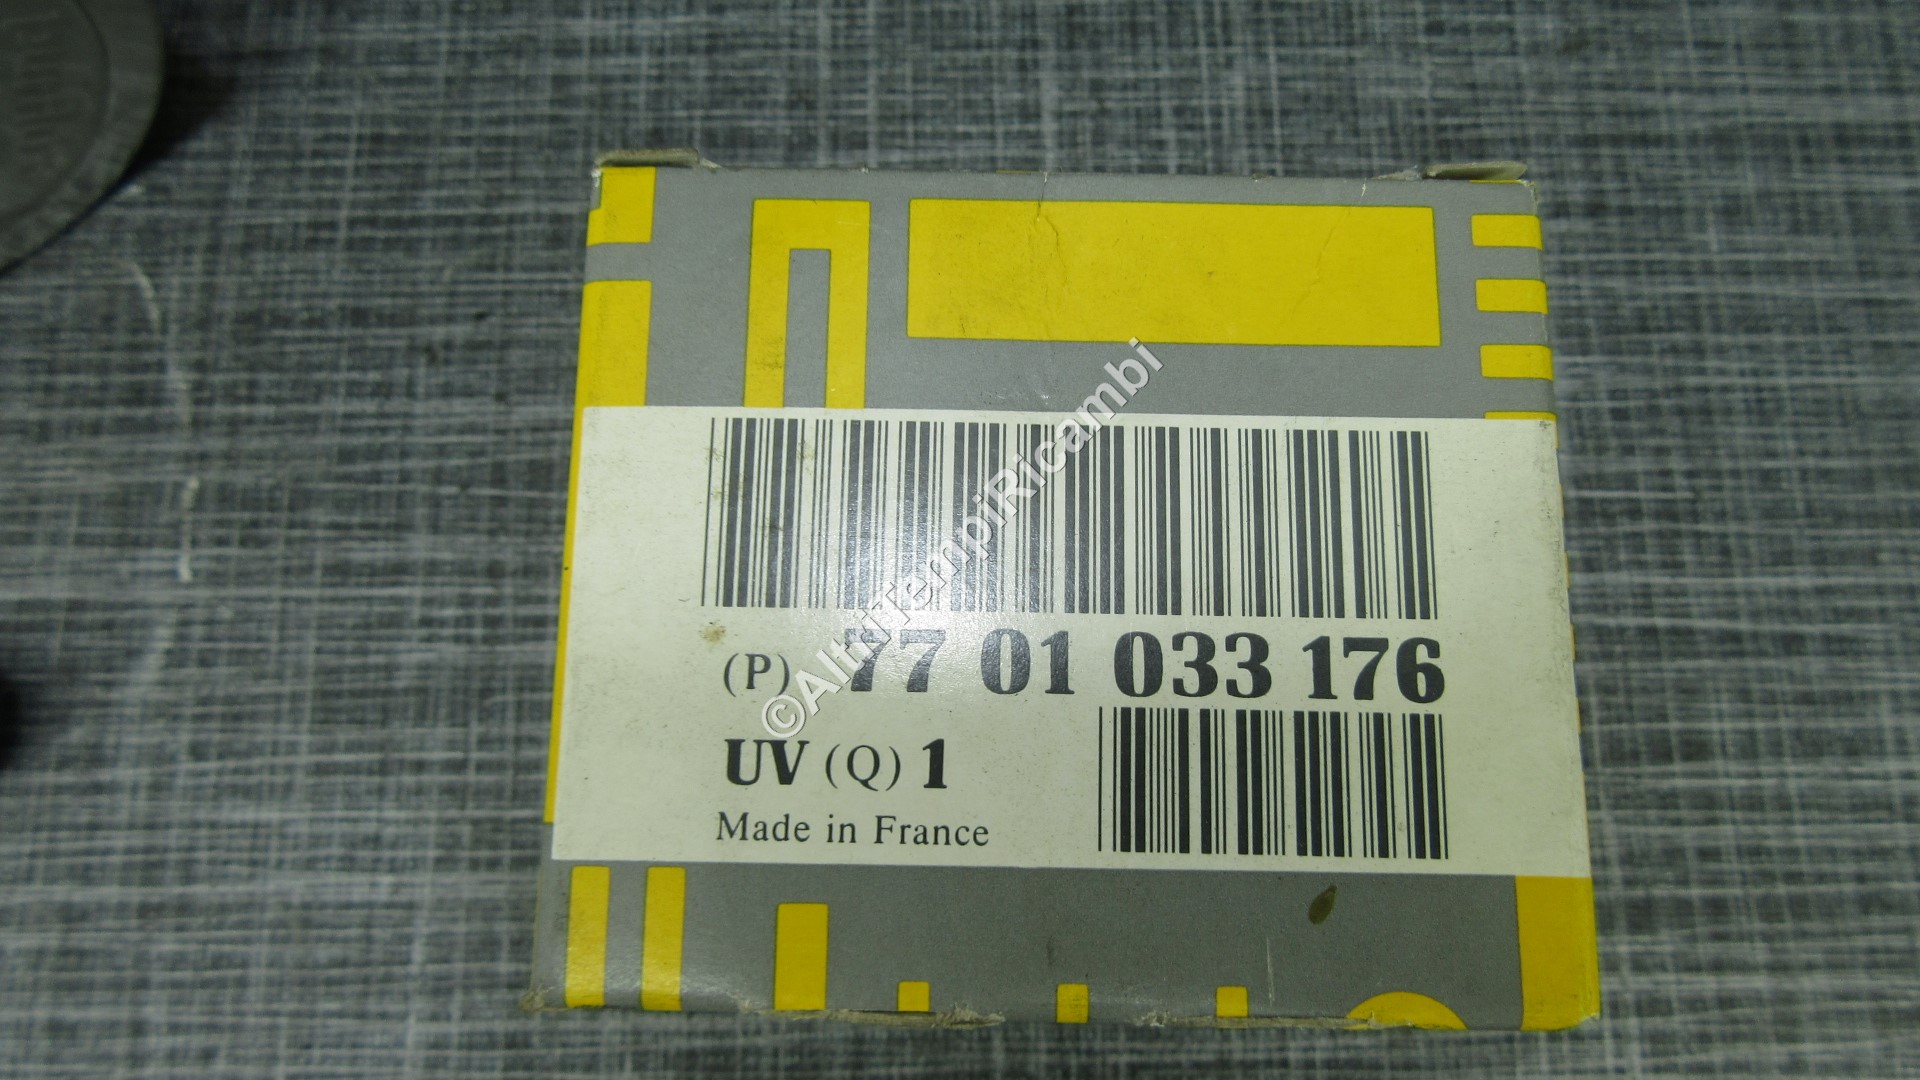 (P) 77 01 033 176
UV (Q) 1
Made in France
©AltriTempiRicambi